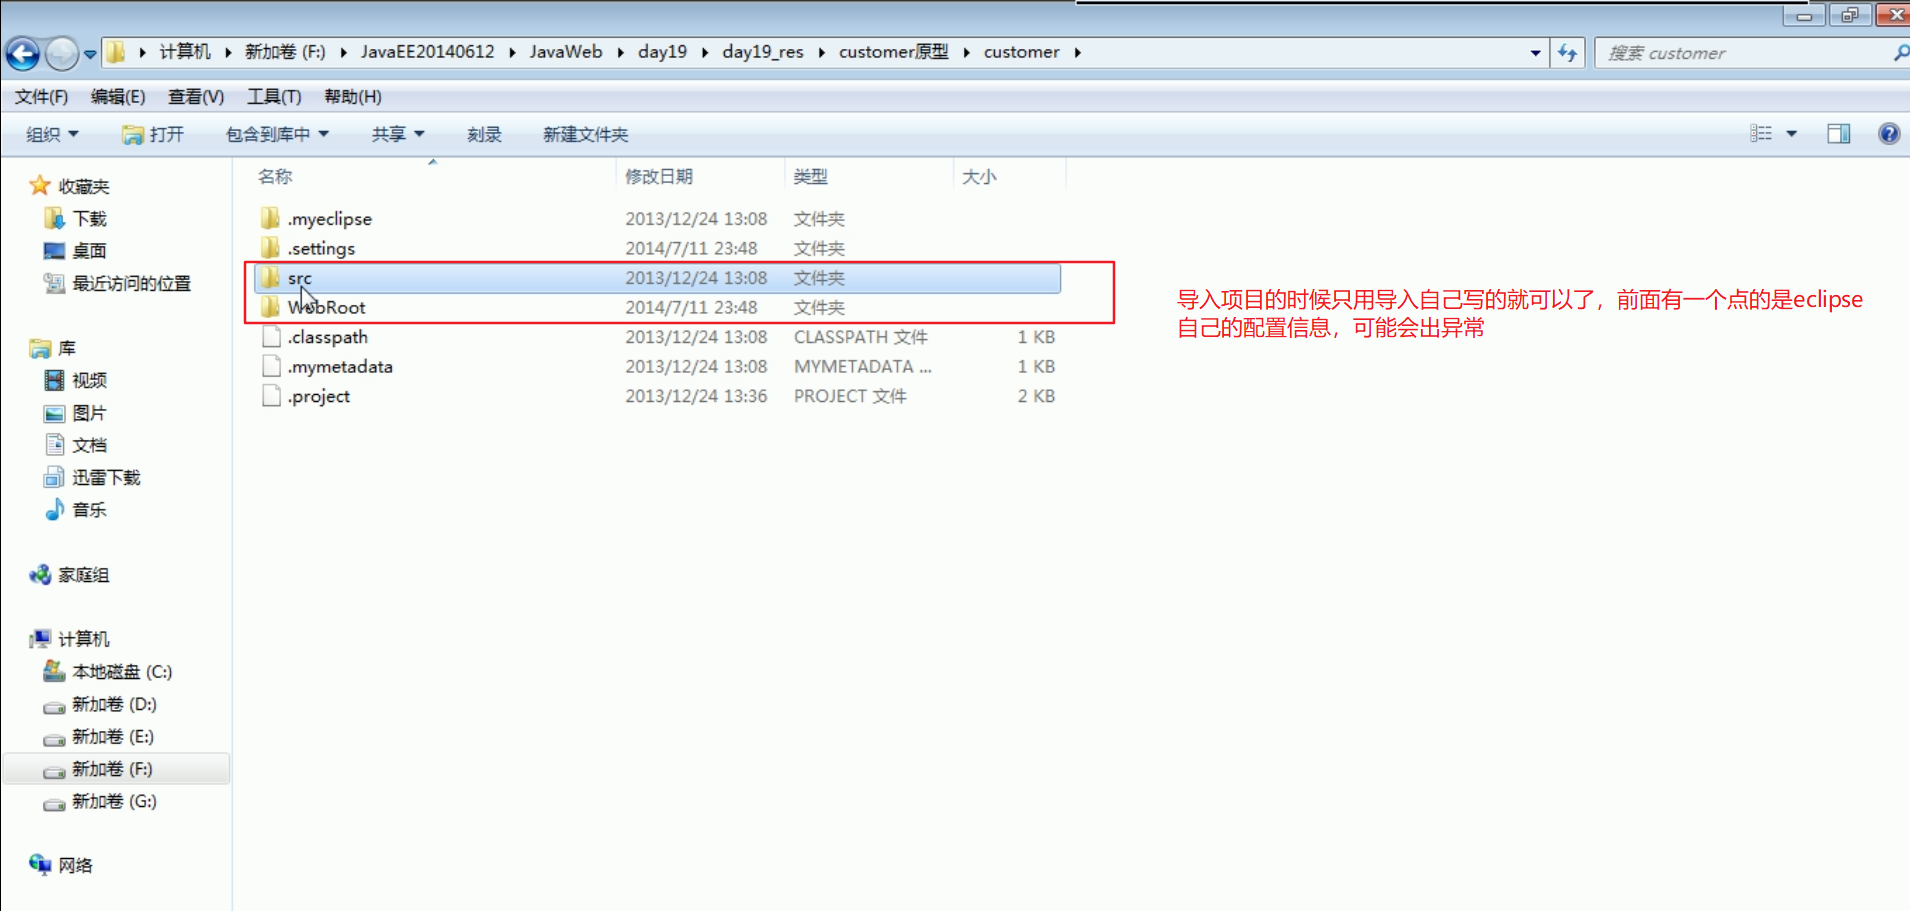 计算机 新加卷 (F:) JavaEE20140612 JavaWeb day19 day19_res customer原型 customer
搜索 customer
文件(F) 编辑(E) 查看(V) 工具(T) 帮助(H)
组织 打开 包含到库中 共享 刻录 新建文件夹
收藏夹
下载
桌面
最近访问的位置
库
视频
图片
文档
迅雷下载
音乐
家庭组
计算机
本地磁盘 (C:)
新加卷 (D:)
新加卷 (E:)
新加卷 (F:)
新加卷 (G:)
网络
名称 修改日期 类型 大小
.myeclipse 2013/12/24 13:08 文件夹
.settings 2014/7/11 23:48 文件夹
src 2013/12/24 13:08 文件夹
WebRoot 2014/7/11 23:48 文件夹
.classpath 2013/12/24 13:08 CLASSPATH 文件 1 KB
.mymetadata 2013/12/24 13:08 MYMETADATA ... 1 KB
.project 2013/12/24 13:36 PROJECT 文件 2 KB
导入项目的时候只用导入自己写的就可以了，前面有一个点的是eclipse
自己的配置信息，可能会出异常